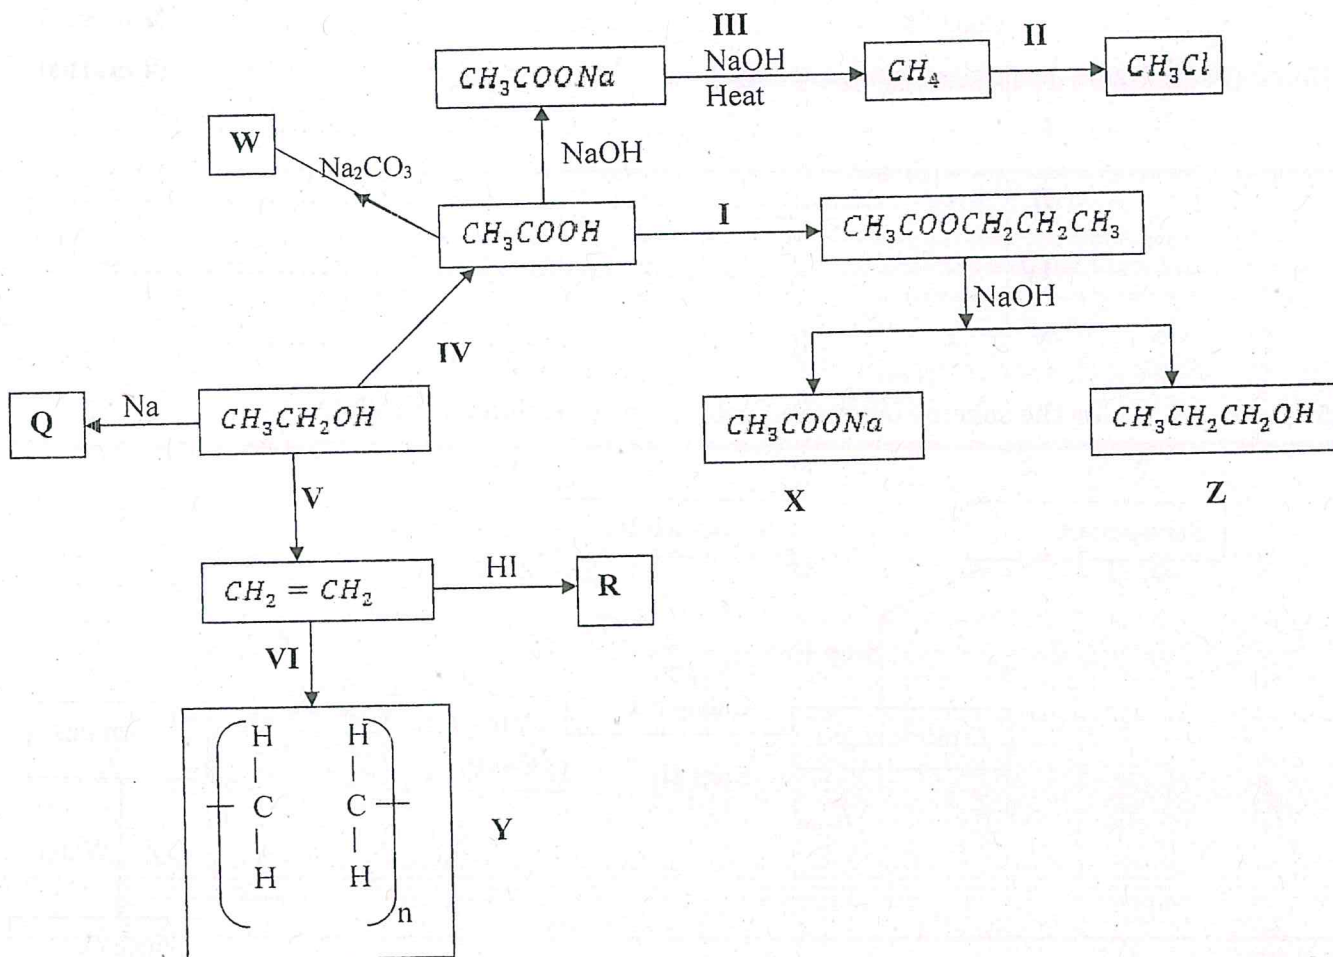 III
II
CH₃COONa
NaOH
Heat
CH₄
CH₃Cl
W
Na₂CO₃
NaOH
CH₃COOH
I
CH₃COOCH₂CH₂CH₃
NaOH
IV
Q
Na
CH₃CH₂OH
CH₃COONa
CH₃CH₂CH₂OH
V
X
Z
CH₂ = CH₂
HI
R
VI
H H
C C
Y
H H
n